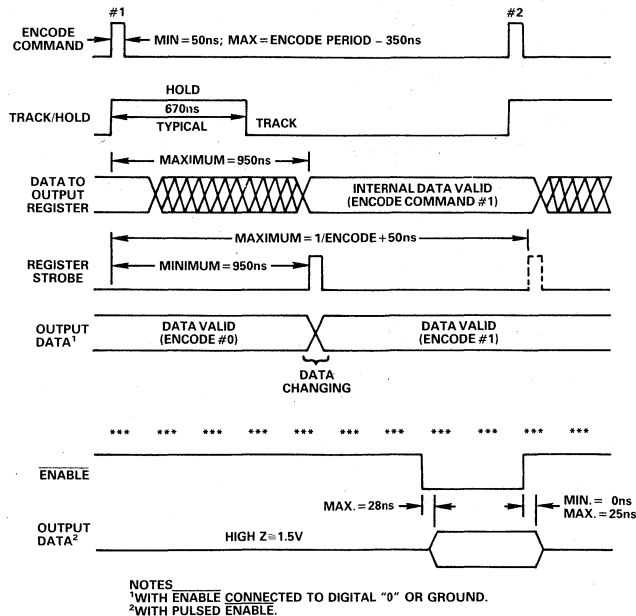 #1
#2
ENCODE
COMMAND
MIN = 50ns; MAX = ENCODE PERIOD – 350ns
HOLD
670ns
TRACK/HOLD
TYPICAL
TRACK
MAXIMUM = 950ns
DATA TO
OUTPUT
REGISTER
INTERNAL DATA VALID
(ENCODE COMMAND #1)
MAXIMUM = 1/ENCODE + 50ns
REGISTER
STROBE
MINIMUM = 950ns
OUTPUT
DATA¹
DATA VALID
(ENCODE #0)
DATA VALID
(ENCODE #1)
DATA
CHANGING
*** *** *** *** *** *** *** *** *** *** ***
ENABLE
MAX. = 28ns
MIN. = 0ns
MAX. = 25ns
OUTPUT
DATA²
HIGH Z ≅ 1.5V
NOTES
¹WITH ENABLE CONNECTED TO DIGITAL “0” OR GROUND.
²WITH PULSED ENABLE.